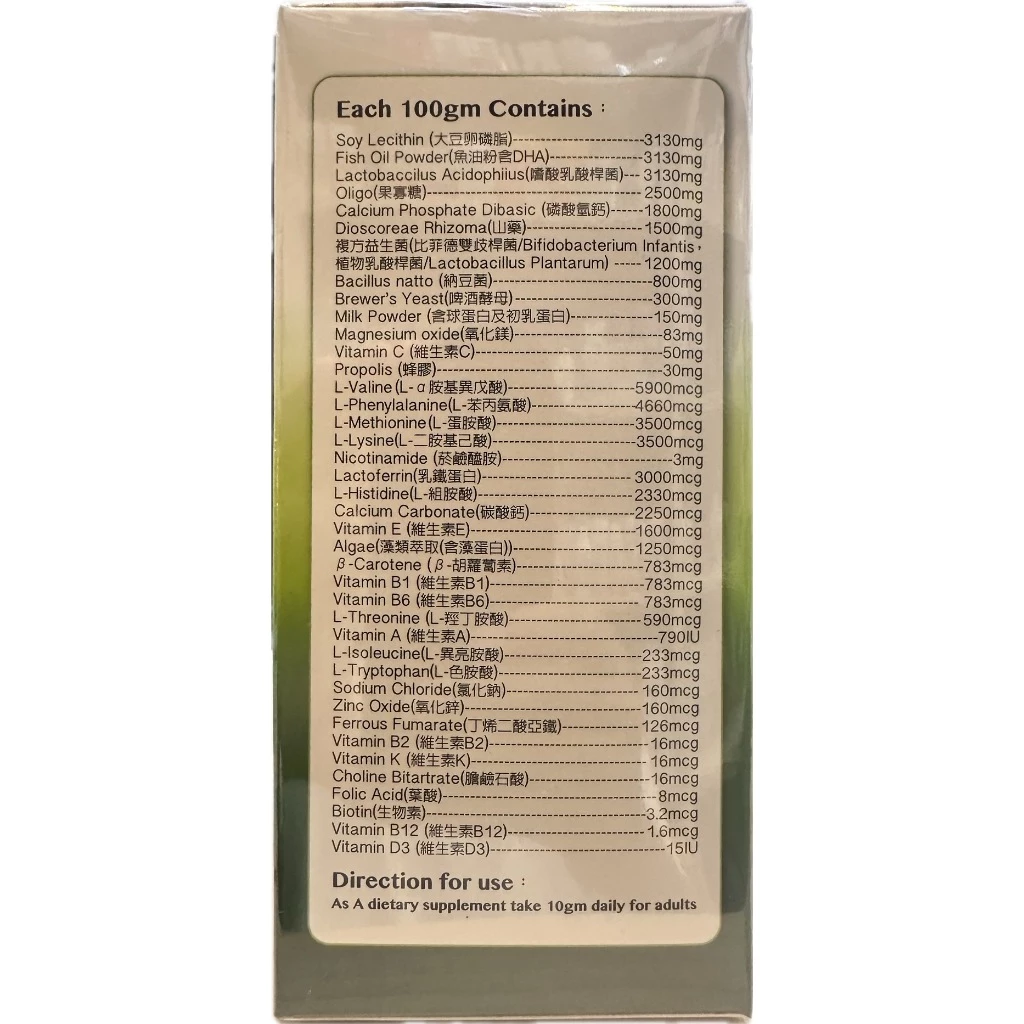 Each 100gm Contains：
Soy Lecithin (大豆卵磷脂)-----------------------3130mg
Fish Oil Powder(魚油粉含DHA)----------------3130mg
Lactobaccilus Acidophiius(嗜酸乳酸桿菌)--- 3130mg
Oligo(果寡糖)------------------------------------- 2500mg
Calcium Phosphate Dibasic (磷酸氫鈣)------1800mg
Dioscoreae Rhizoma(山藥)---------------------1500mg
複方益生菌(比菲德雙歧桿菌/Bifidobacterium Infantis，
植物乳酸桿菌/Lactobacillus Plantarum) ----- 1200mg
Bacillus natto (納豆菌)----------------------------800mg
Brewer's Yeast(啤酒酵母)------------------------300mg
Milk Powder (含球蛋白及初乳蛋白)--------------150mg
Magnesium oxide(氧化鎂)--------------------------83mg
Vitamin C (維生素C)---------------------------------50mg
Propolis (蜂膠)----------------------------------------30mg
L-Valine(L-α胺基異戊酸)----------------------5900mcg
L-Phenylalanine(L-苯丙氨酸)------------------4660mcg
L-Methionine(L-蛋胺酸)------------------------3500mcg
L-Lysine(L-二胺基己酸)-------------------------3500mcg
Nicotinamide (菸鹼醯胺)------------------------------3mg
Lactoferrin(乳鐵蛋白)-------------------------- 3000mcg
L-Histidine(L-組胺酸)--------------------------- 2330mcg
Calcium Carbonate(碳酸鈣)------------------2250mcg
Vitamin E (維生素E)-----------------------------1600mcg
Algae(藻類萃取(含藻蛋白))---------------------1250mcg
β-Carotene (β-胡蘿蔔素)----------------------783mcg
Vitamin B1 (維生素B1)---------------------------783mcg
Vitamin B6 (維生素B6)-------------------------- 783mcg
L-Threonine (L-羥丁胺酸)-----------------------590mcg
Vitamin A (維生素A)---------------------------------790IU
L-Isoleucine(L-異亮胺酸)------------------------233mcg
L-Tryptophan(L-色胺酸)-------------------------233mcg
Sodium Chloride(氯化鈉)----------------------- 160mcg
Zinc Oxide(氧化鋅)-------------------------------160mcg
Ferrous Fumarate(丁烯二酸亞鐵)------------- 126mcg
Vitamin B2 (維生素B2)----------------------------16mcg
Vitamin K (維生素K)------------------------------- 16mcg
Choline Bitartrate(膽鹼石酸)---------------------16mcg
Folic Acid(葉酸)--------------------------------------8mcg
Biotin(生物素)---------------------------------------3.2mcg
Vitamin B12 (維生素B12)------------------------ 1.6mcg
Vitamin D3 (維生素D3)-------------------------------15IU
Direction for use：
As A dietary supplement take 10gm daily for adults